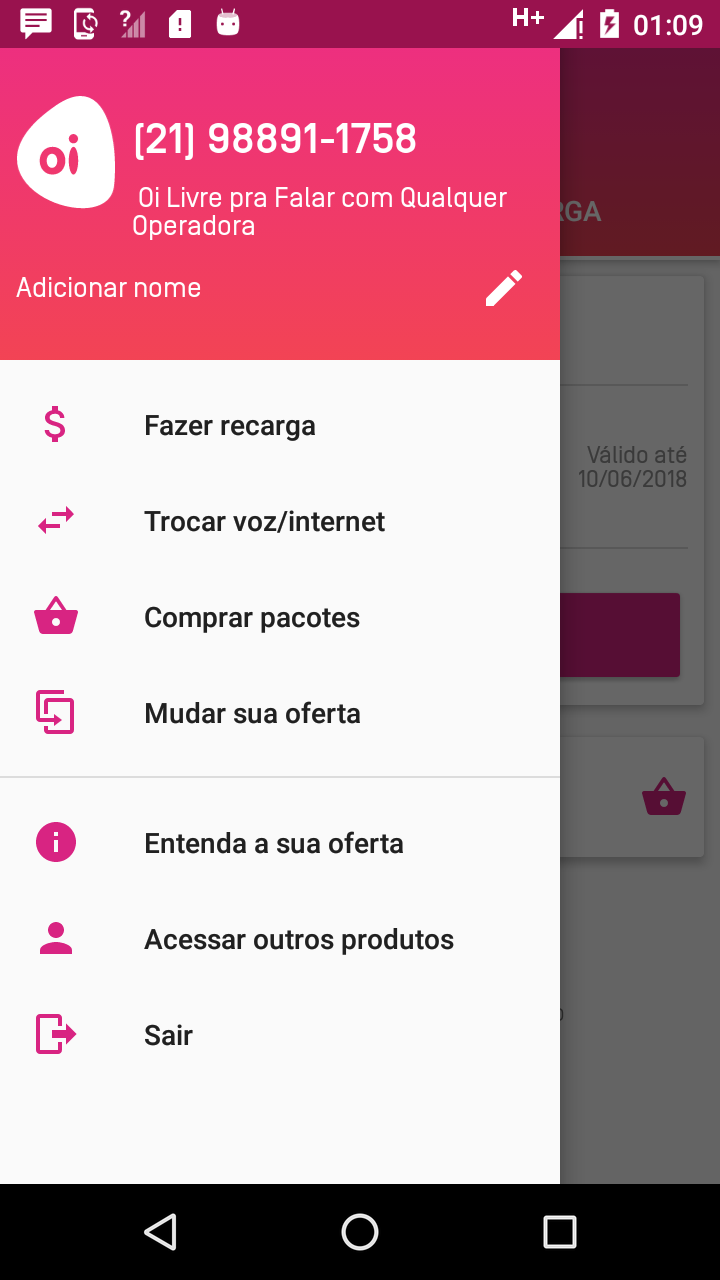 H+ 01:09
oi
(21) 98891-1758
Oi Livre pra Falar com Qualquer
Operadora
Adicionar nome
RGA
Válido até
10/06/2018
Fazer recarga
Trocar voz/internet
Comprar pacotes
Mudar sua oferta
Entenda a sua oferta
Acessar outros produtos
Sair